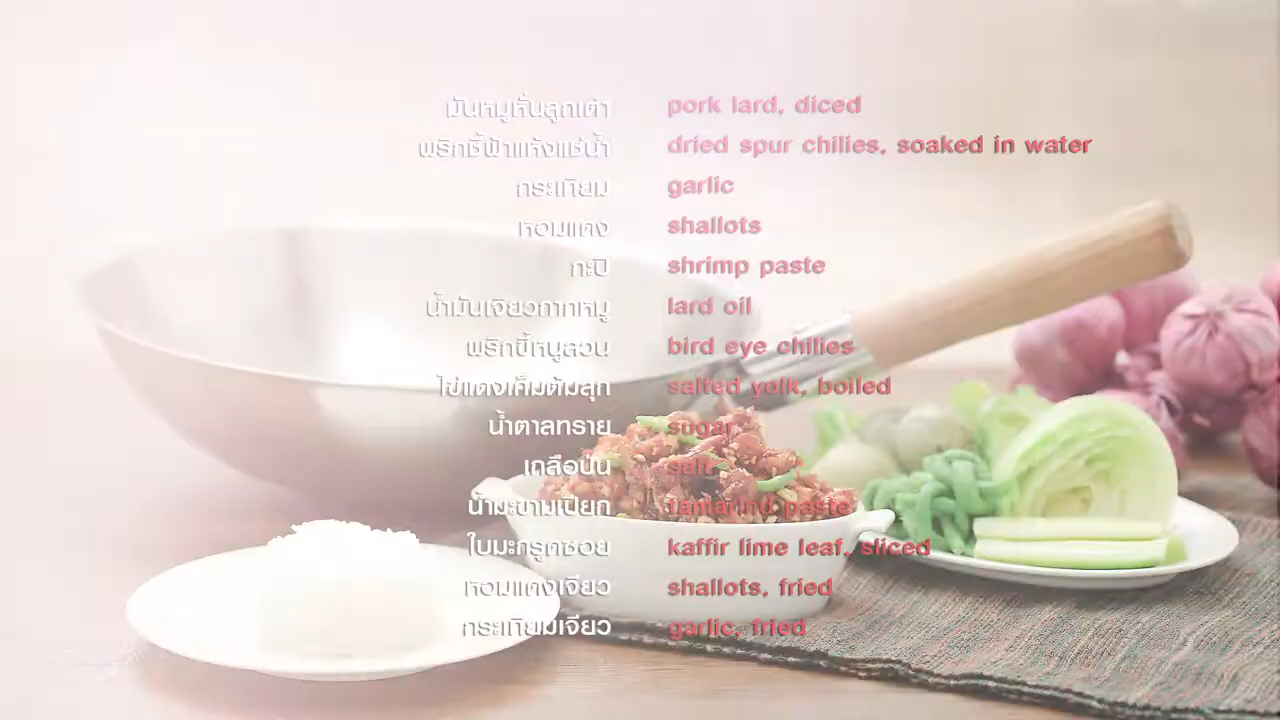 มันหมูหั่นลูกเต๋า pork lard, diced
พริกชี้ฟ้าแห้งแช่น้ำ dried spur chilies, soaked in water
กระเทียม garlic
หอมแดง shallots
กะปิ shrimp paste
น้ำมันเจียวกากหมู lard oil
พริกขี้หนูสวน bird eye chilies
ไข่แดงเค็มต้มสุก salted yolk, boiled
น้ำตาลทราย sugar
เกลือป่น salt
น้ำมะขามเปียก tamarind paste
ใบมะกรูดซอย kaffir lime leaf, sliced
หอมแดงเจียว shallots, fried
กระเทียมเจียว garlic, fried